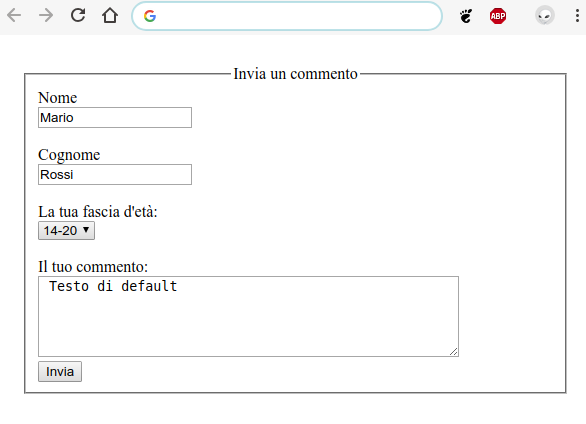 ABP
Invia un commento
Nome
Mario
Cognome
Rossi
La tua fascia d'età:
14-20
Il tuo commento:
Testo di default
Invia